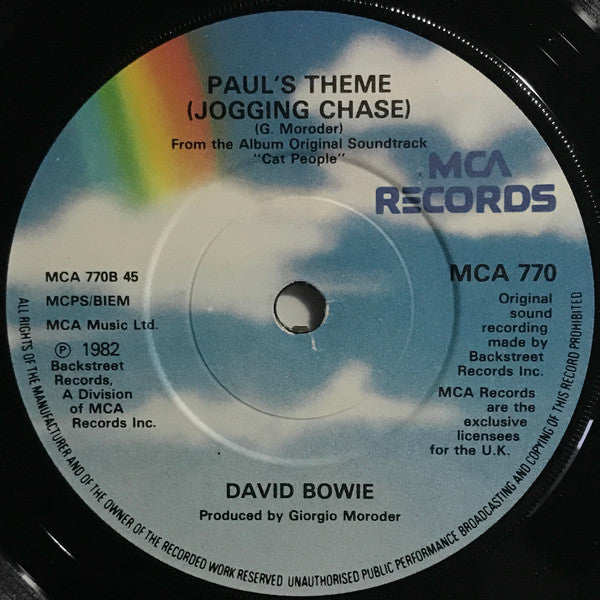 PAUL'S THEME
(JOGGING CHASE)
(G. Moroder)
From the Album Original Soundtrack
"Cat People"
MCA
RECORDS
MCA 770B 45
MCPS/BIEM
MCA Music Ltd.
Ⓟ 1982
Backstreet
Records,
A Division
of MCA
Records Inc.
MCA 770
Original
sound
recording
made by
Backstreet
Records Inc.
MCA Records
are the
exclusive
licensees
for the U.K.
DAVID BOWIE
Produced by Giorgio Moroder
ALL RIGHTS OF THE MANUFACTURER AND OF THE OWNER OF THE RECORDED WORK RESERVED UNAUTHORISED PUBLIC PERFORMANCE BROADCASTING AND COPYING OF THIS RECORD PROHIBITED